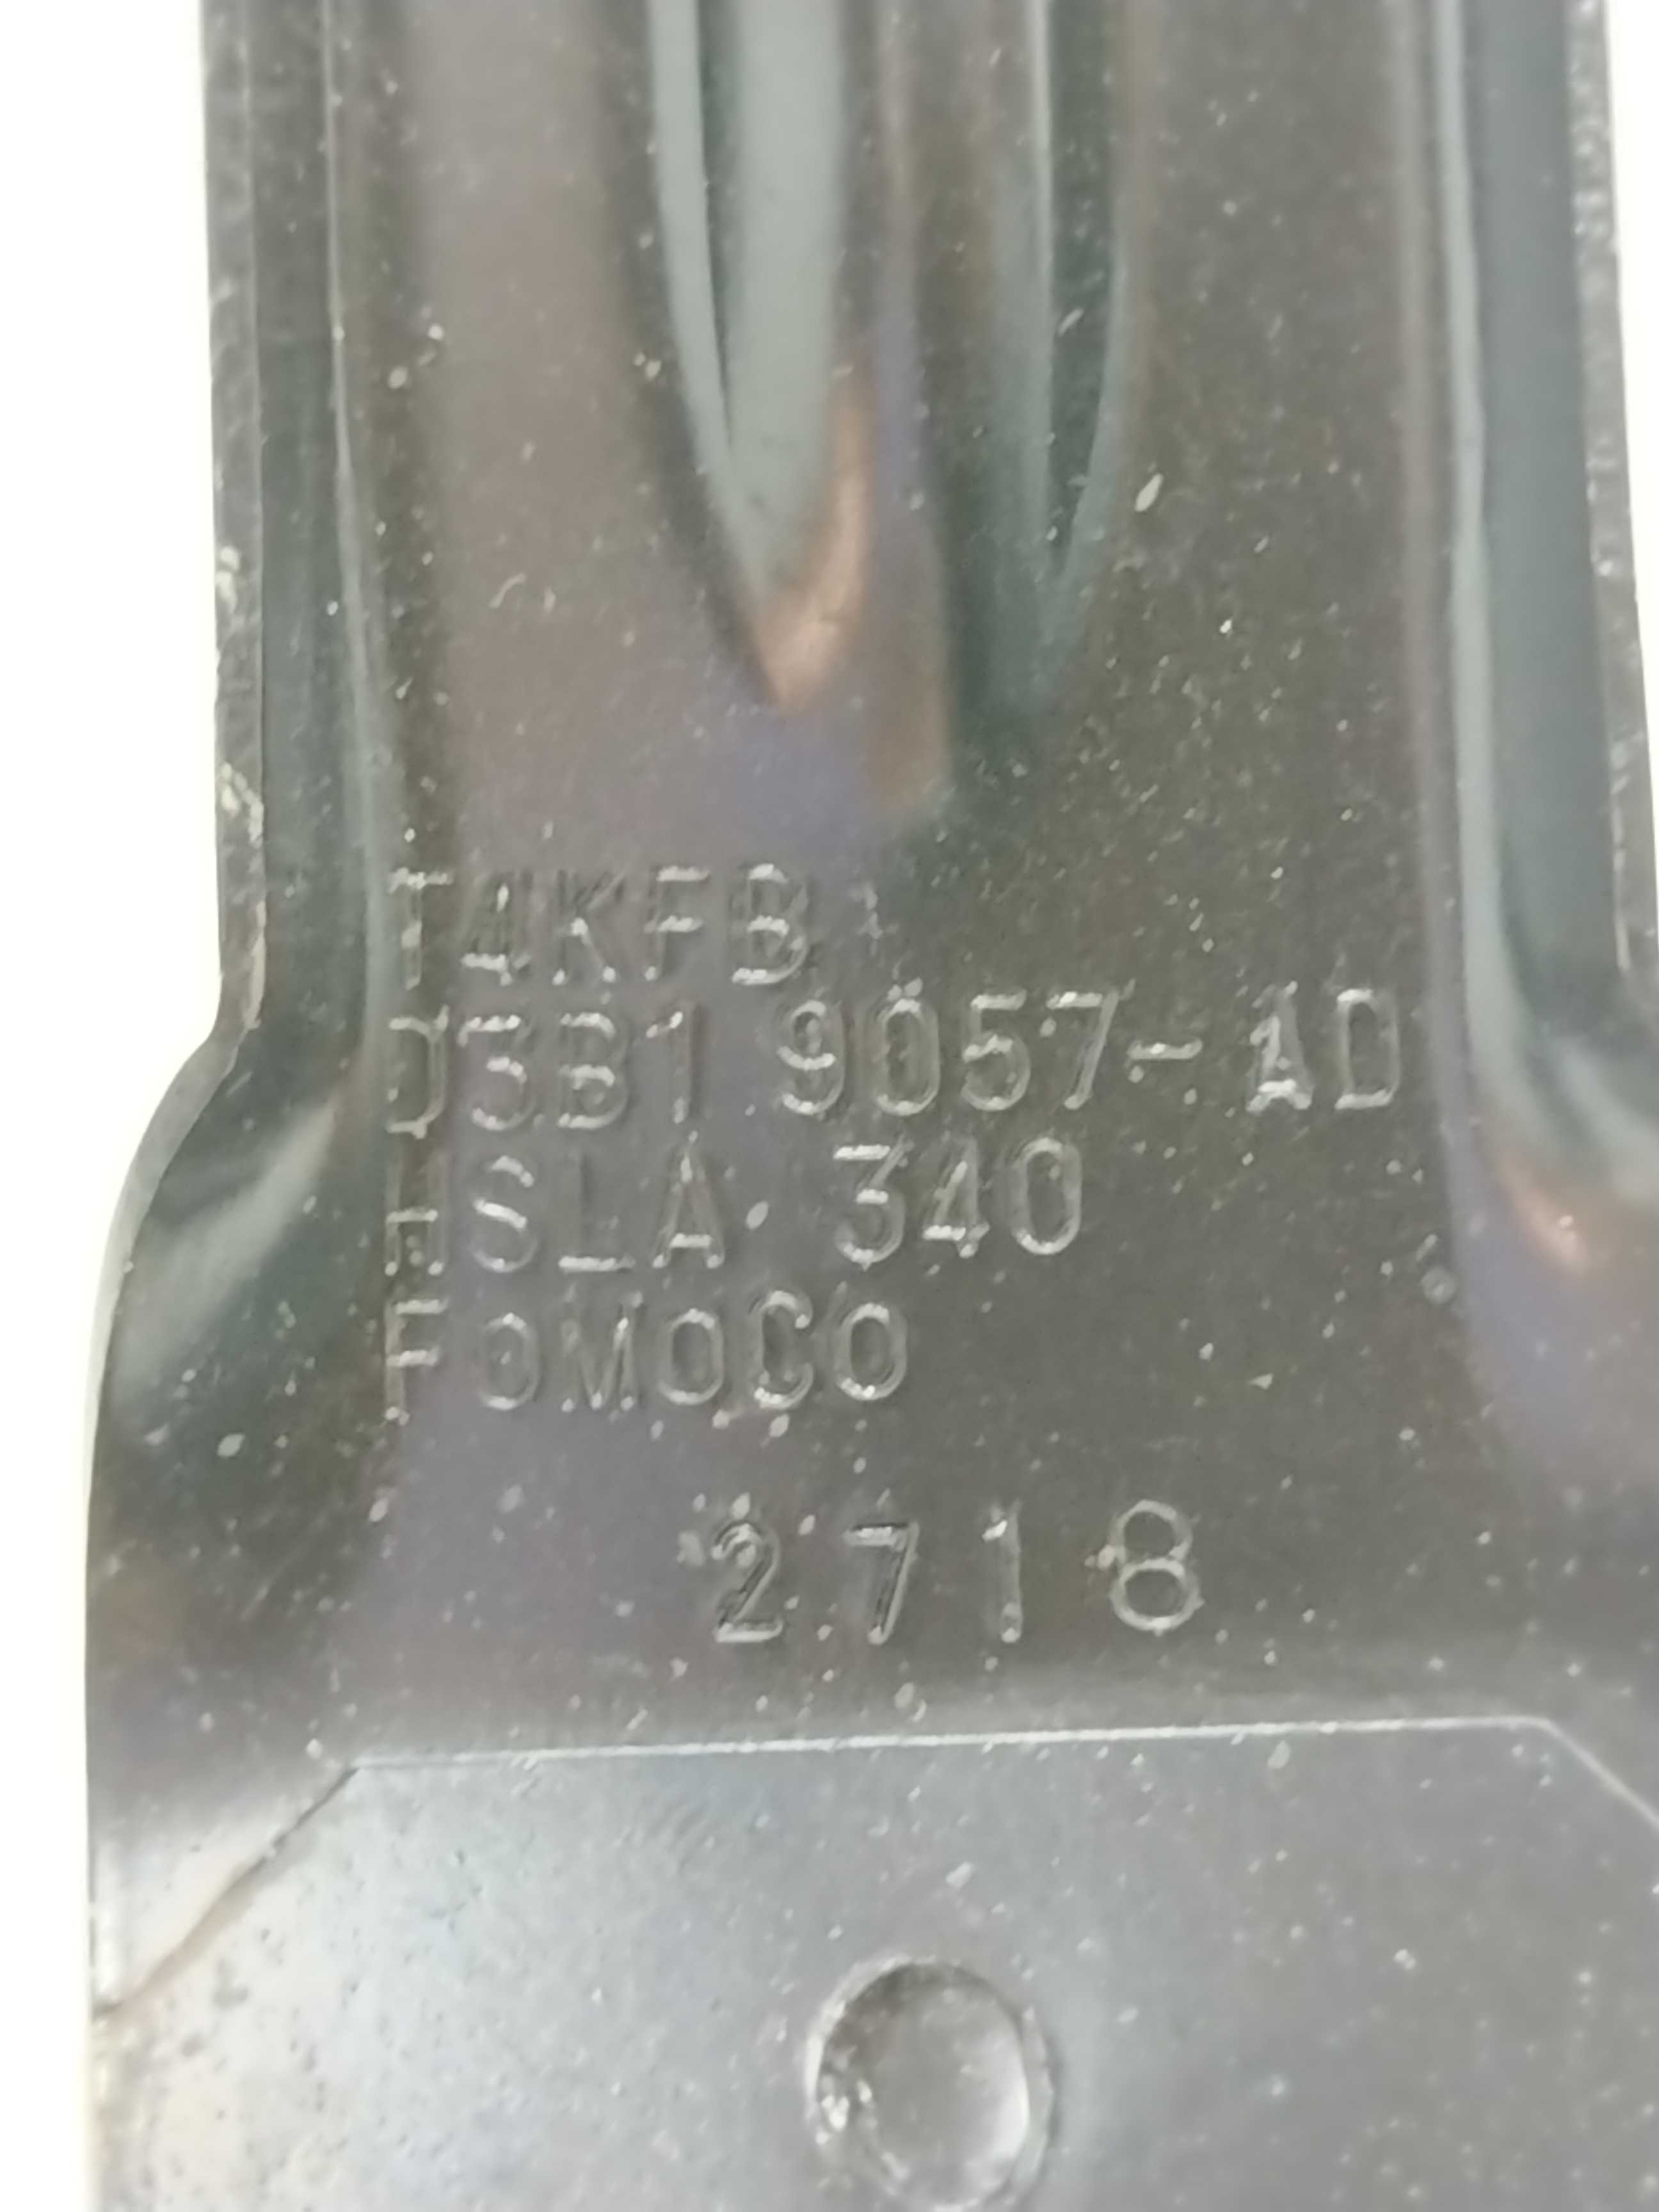 T4KFB
D3B1 9057-AD
HSLA 340
FOMOCO
2718